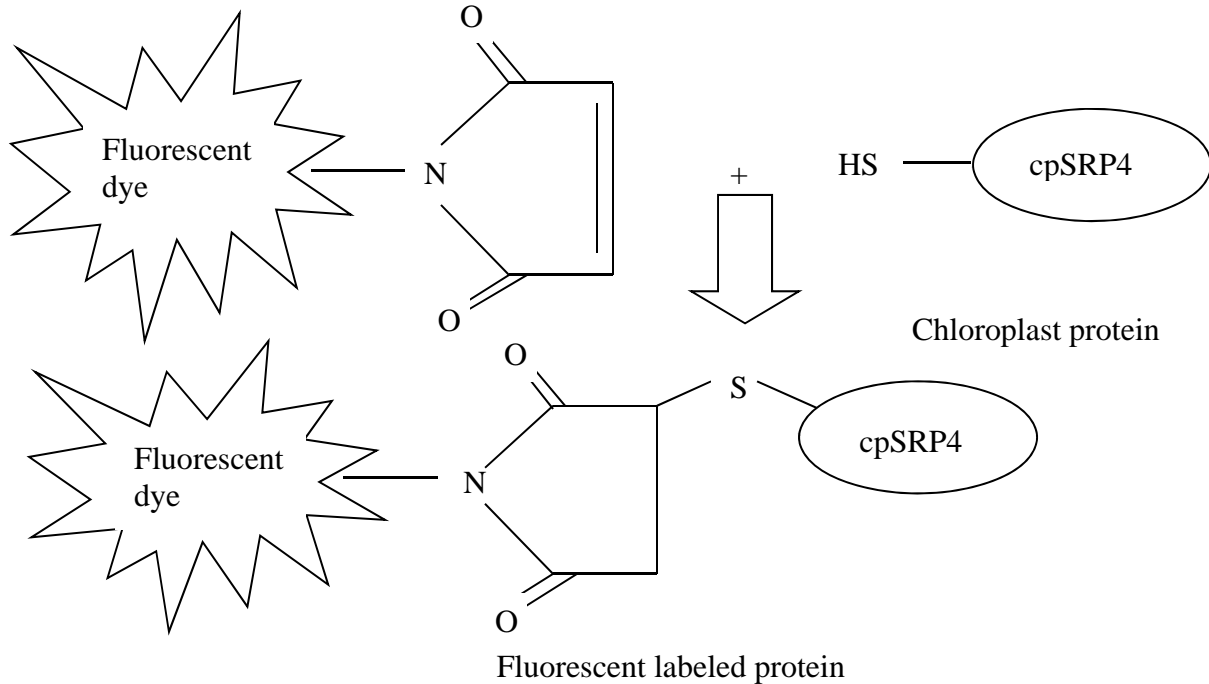 O
Fluorescent
dye
N
O
+
HS
cpSRP4
Chloroplast protein
O
S
cpSRP4
Fluorescent
dye
N
O
Fluorescent labeled protein